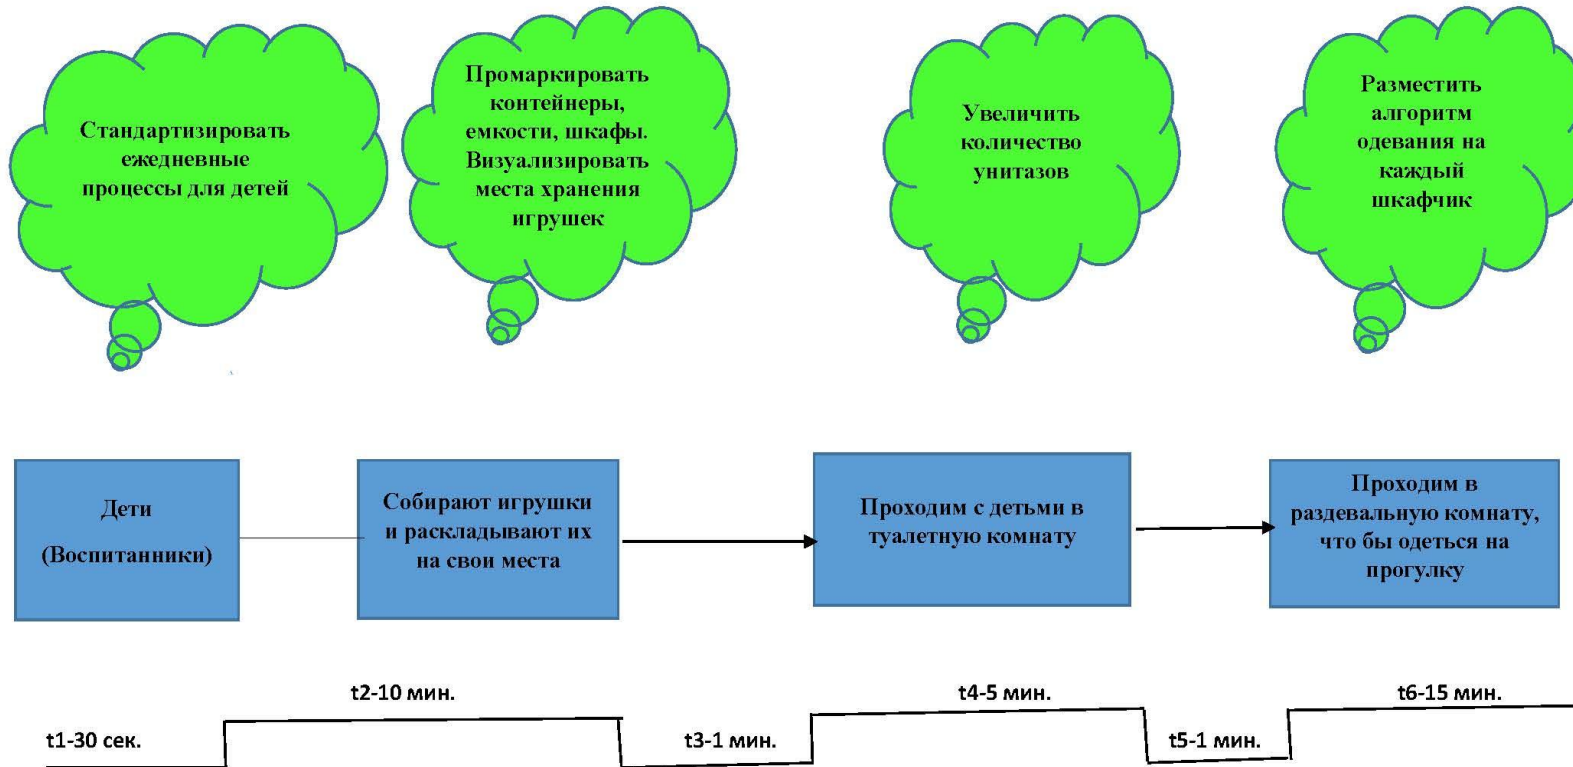 Стандартизировать
ежедневные
процессы для детей
Промаркировать
контейнеры,
емкости, шкафы.
Визуализировать
места хранения
игрушек
Увеличить
количество
унитазов
Разместить
алгоритм
одевания на
каждый
шкафчик
Дети
(Воспитанники)
Собирают игрушки
и раскладывают их
на свои места
Проходим с детьми в
туалетную комнату
Проходим в
раздевальную комнату,
что бы одеться на
прогулку
t1-30 сек.
t2-10 мин.
t3-1 мин.
t4-5 мин.
t5-1 мин.
t6-15 мин.